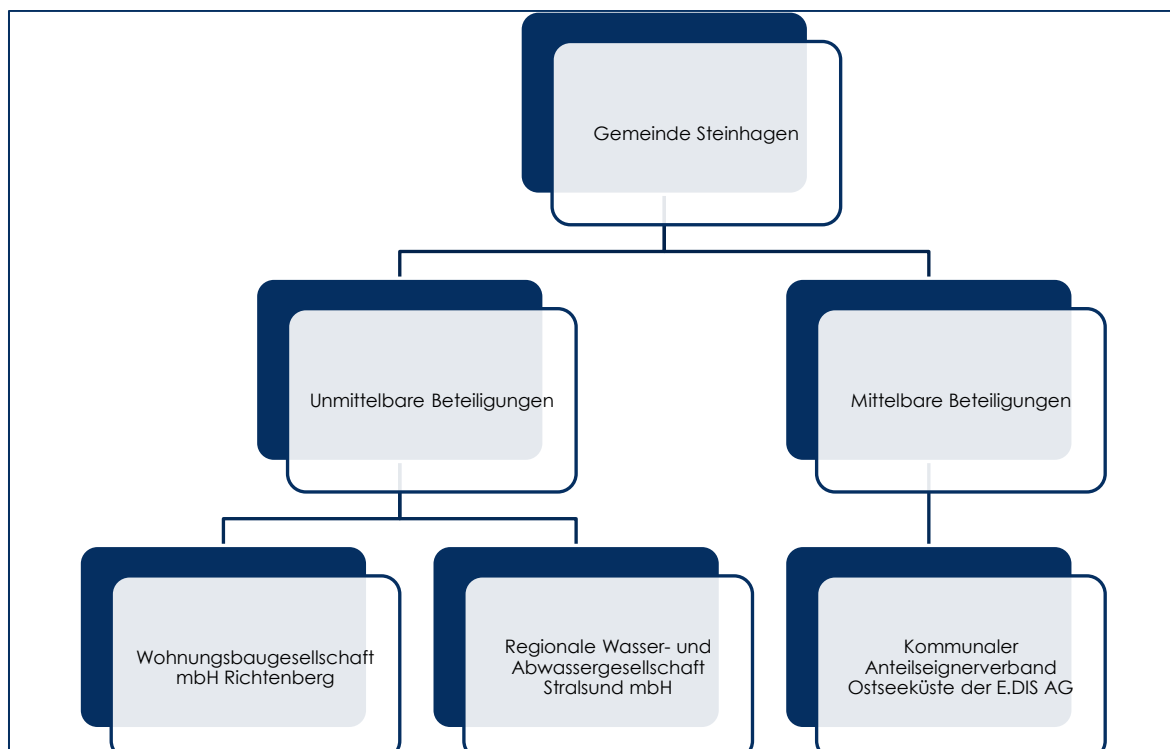 Gemeinde Steinhagen
Unmittelbare Beteiligungen
Mittelbare Beteiligungen
Wohnungsbaugesellschaft
mbH Richtenberg
Regionale Wasser- und
Abwassergesellschaft
Stralsund mbH
Kommunaler
Anteilseignerverband
Ostseeküste der E.DIS AG